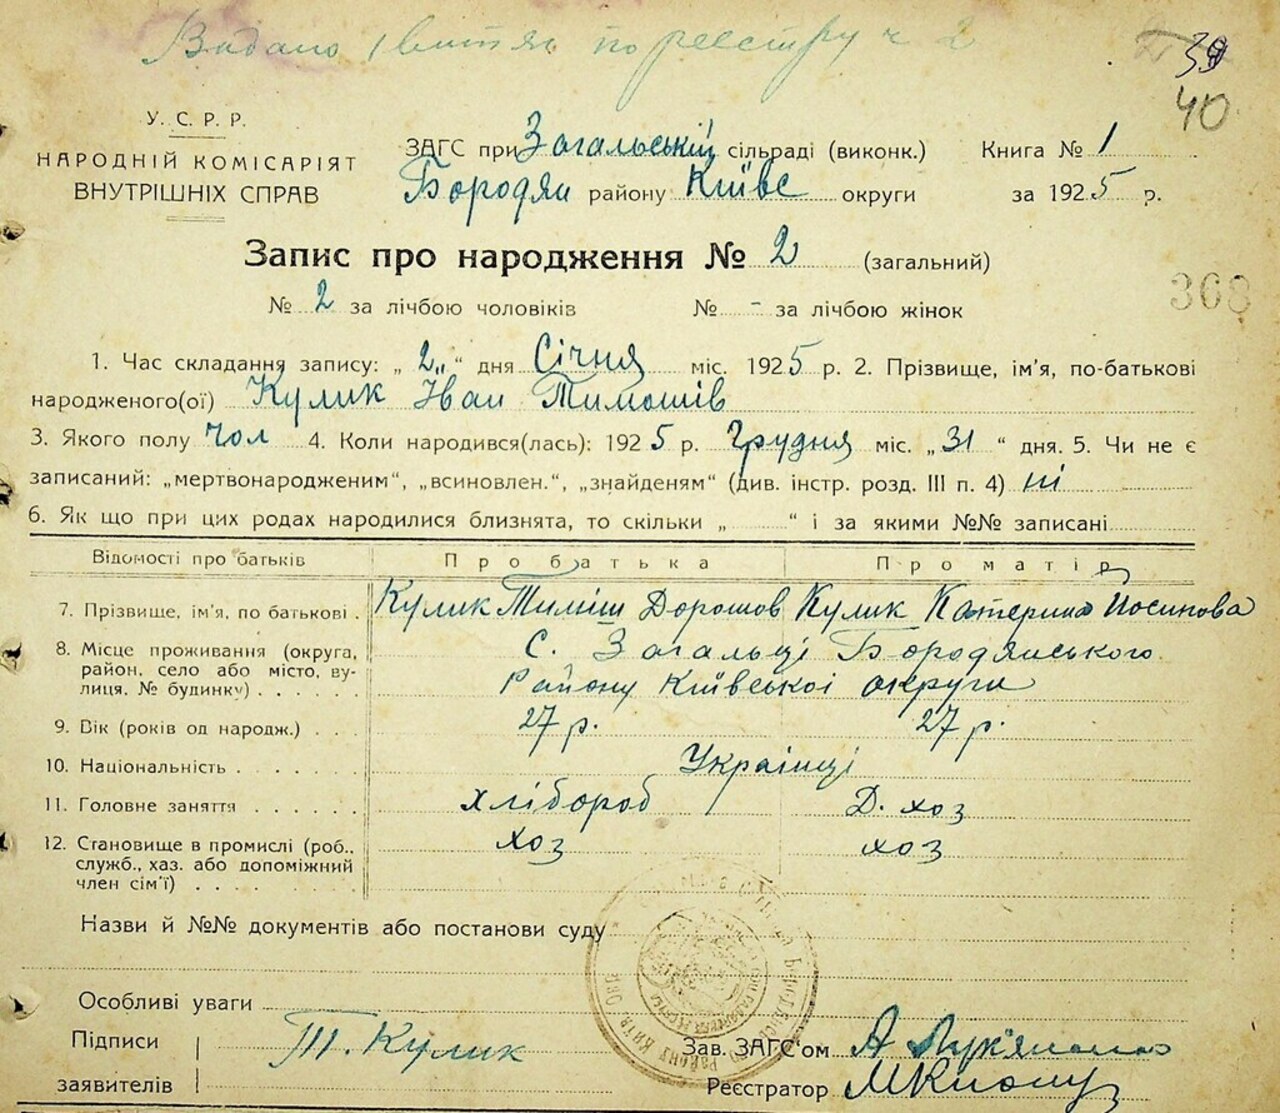 Видано витяг по реєстру ч 2
39
40
У. С. Р. Р.
НАРОДНІЙ КОМІСАРІЯТ
ВНУТРІШНІХ СПРАВ
ЗАГС при Загальській сільраді (виконк.) Книга № 1
Бородян району Київс округи за 1925 р.
Запис про народження № 2 (загальний)
368
№ 2 за лічбою чоловіків № - за лічбою жінок
1. Час складання запису: „ 2 „ “ дня Січня міс. 1925 р. 2. Прізвище, ім'я, по-батькові
народженого(ої) Кулик Іван Тимошів
3. Якого полу чол 4. Коли народився(лась): 1925 р. Грудня міс. „ 31 “ дня. 5. Чи не є
записаний: „мертвонародженим“, „всиновлен.“, „знайденям“ (див. інстр. розд. III п. 4) ні
6. Як що при цих родах народилися близнята, то скільки „ “ і за якими №№ записані
Відомості про батьків Про батька Про матір
7. Прізвище, ім'я, по батькові . Кулик Тиміш Дорошов Кулик Катерина Йосипова
8. Місце проживання (округа, С. Загальці Бородянського
район, село або місто, ву-
лиця, № будинку) . . . . . . Району Київської округи
9. Вік (років од народж.) . . . 27 р. 27 р.
10. Національність . . . . . . . Українці
11. Головне заняття . . . . . . хлібороб Д. хоз
12. Становище в промислі (роб., хоз хоз
служб., хаз. або допоміжний
член сім'ї) . . . . . . . .
Назви й №№ документів або постанови суду
Особливі уваги
Підписи Т. Кулик Зав. ЗАГС'ом А Лук'яненко
заявителів Реєстратор